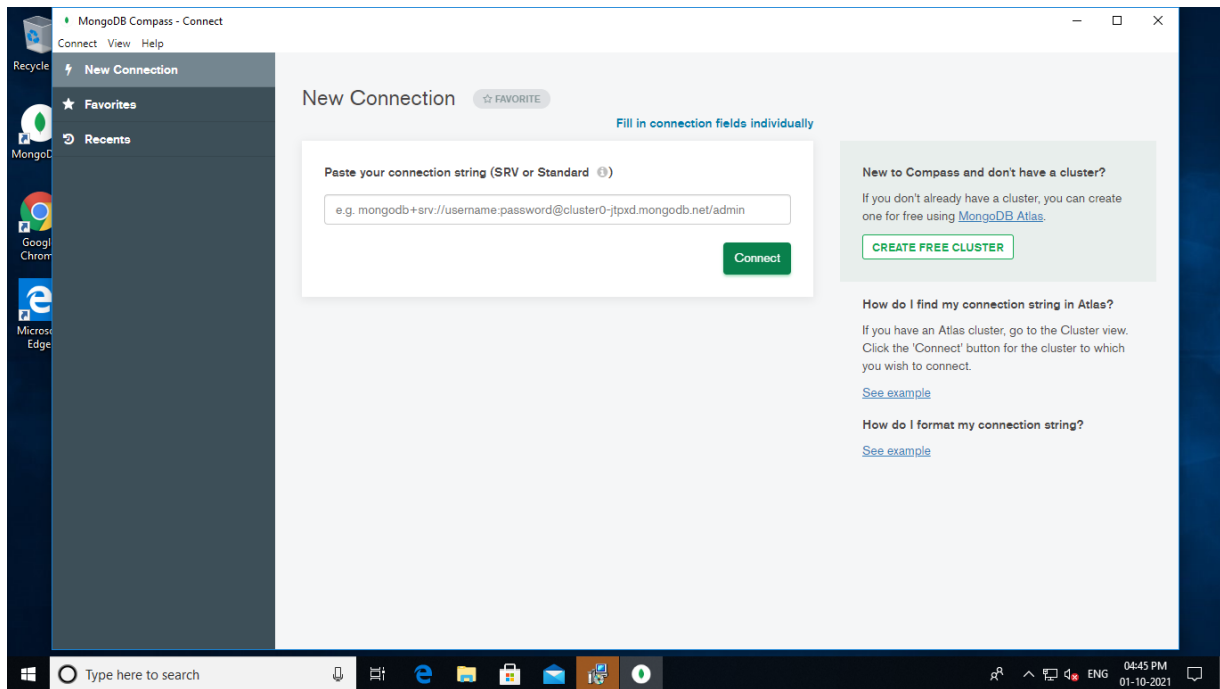 MongoDB Compass - Connect
Connect View Help
Recycle
New Connection
Favorites
Recents
New Connection
FAVORITE
Fill in connection fields individually
Paste your connection string (SRV or Standard i)
e.g. mongodb+srv://username:password@cluster0-jtpxd.mongodb.net/admin
Connect
New to Compass and don't have a cluster?
If you don't already have a cluster, you can create
one for free using MongoDB Atlas.
CREATE FREE CLUSTER
How do I find my connection string in Atlas?
If you have an Atlas cluster, go to the Cluster view.
Click the 'Connect' button for the cluster to which
you wish to connect.
See example
How do I format my connection string?
See example
MongoD
Googl
Chrom
Micros
Edge
Type here to search
ENG
04:45 PM
01-10-2021